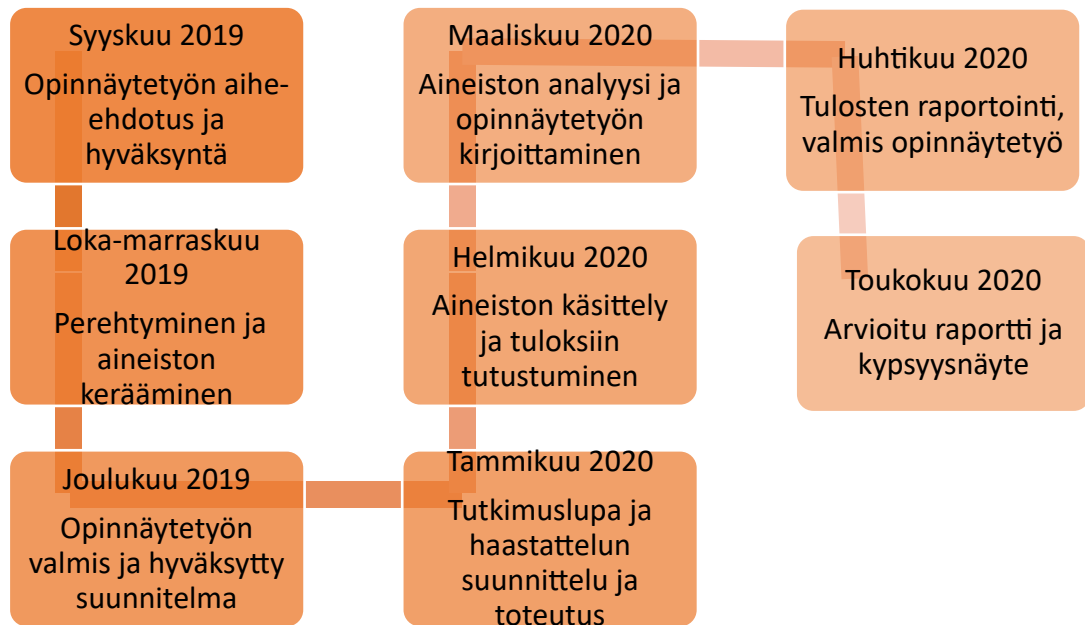 Syyskuu 2019
Opinnäytetyön aihe-
ehdotus ja
hyväksyntä
Loka-marraskuu
2019
Perehtyminen ja
aineiston
kerääminen
Joulukuu 2019
Opinnäytetyön
valmis ja hyväksytty
suunnitelma
Tammikuu 2020
Tutkimuslupa ja
haastattelun
suunnittelu ja
toteutus
Helmikuu 2020
Aineiston käsittely
ja tuloksiin
tutustuminen
Maaliskuu 2020
Aineiston analyysi ja
opinnäytetyön
kirjoittaminen
Huhtikuu 2020
Tulosten raportointi,
valmis opinnäytetyö
Toukokuu 2020
Arvioitu raportti ja
kypsyysnäyte